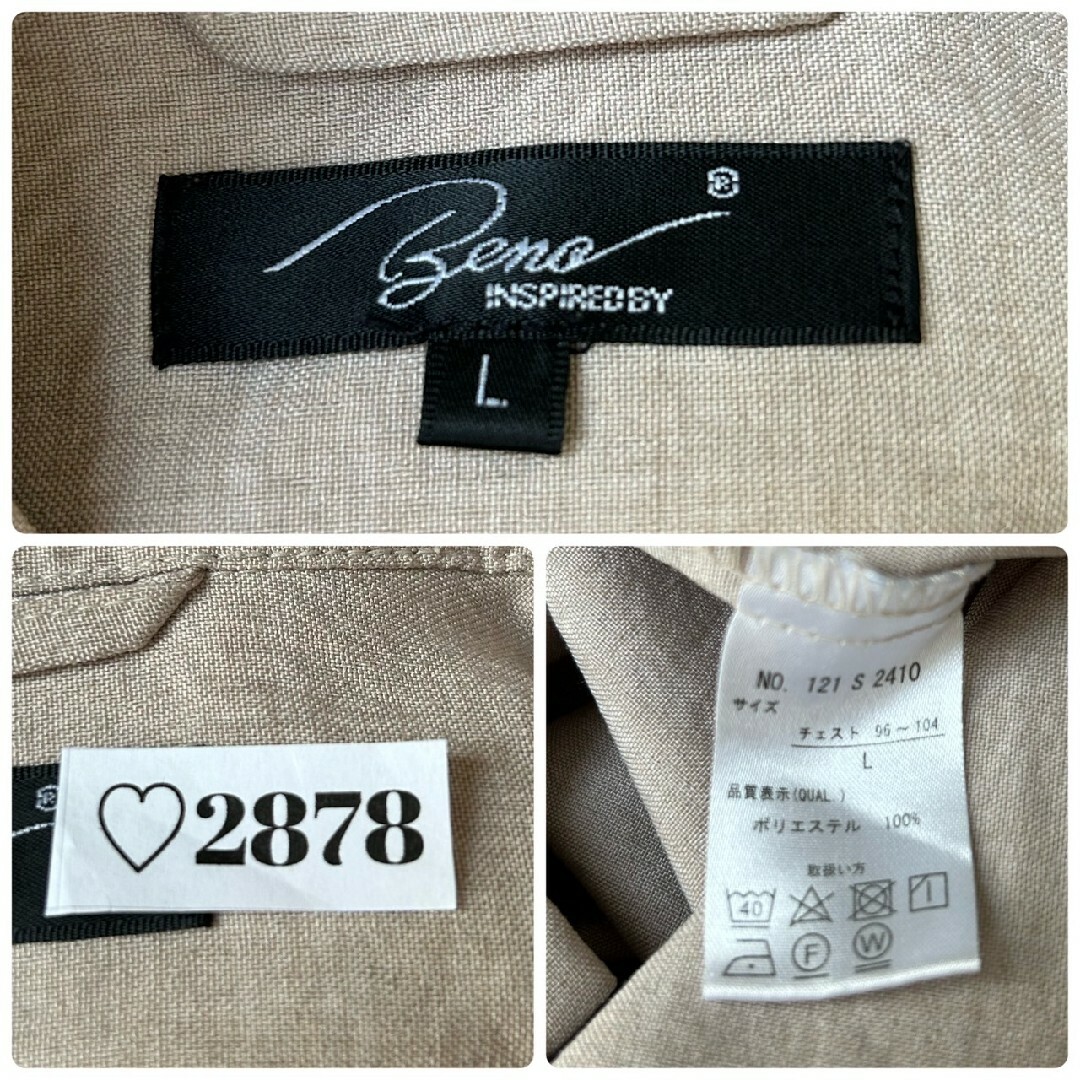 Beno ®
INSPIRED BY
L
®
♡2878
NO. 121 S 2410
サイズ
チェスト 96～104
L
品質表示(QUAL.)
ポリエステル 100%
取扱い方
40
F W